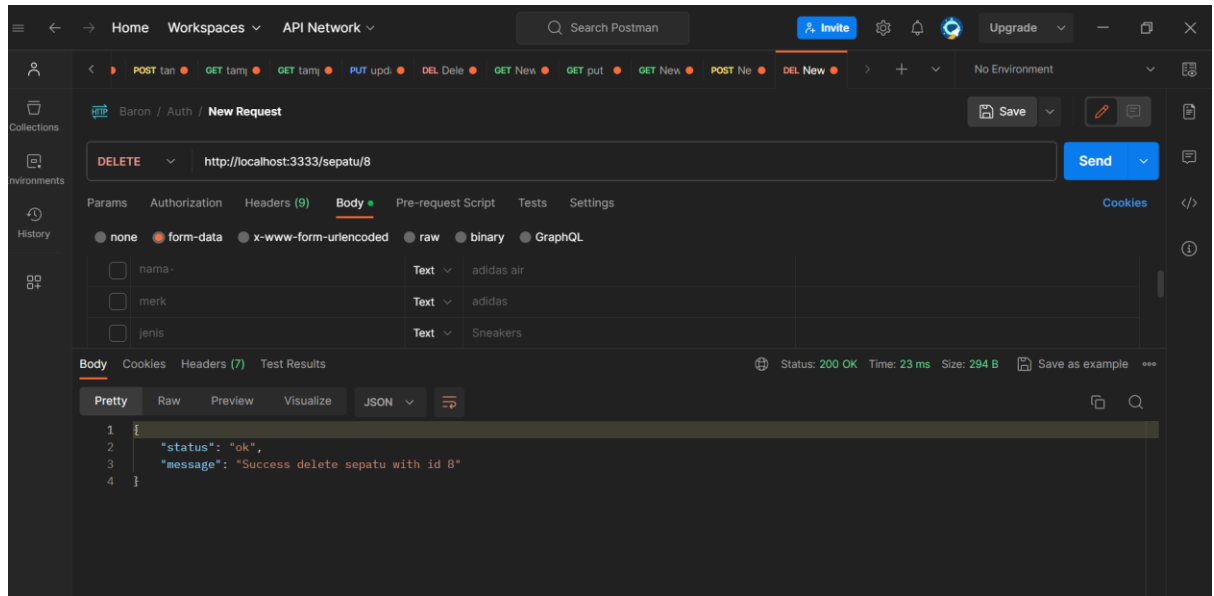 Home Workspaces API Network Search Postman Invite Upgrade
POST tan GET tam GET tam PUT upd DEL Dele GET New GET put GET New POST Ne DEL New No Environment
HTTP Baron / Auth / New Request Save
Collections
DELETE http://localhost:3333/sepatu/8 Send
nvironments
Params Authorization Headers (9) Body Pre-request Script Tests Settings Cookies
History
none form-data x-www-form-urlencoded raw binary GraphQL
nama Text adidas air
merk Text adidas
jenis Text Sneakers
Body Cookies Headers (7) Test Results Status: 200 OK Time: 23 ms Size: 294 B Save as example
Pretty Raw Preview Visualize JSON
1 {
2 "status": "ok",
3 "message": "Success delete sepatu with id 8"
4 }